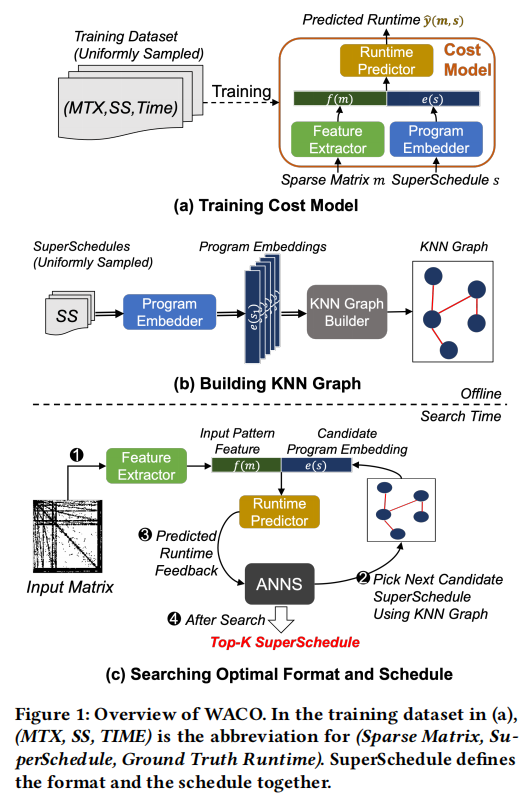 Predicted Runtime ŷ(m,s)
Training Dataset
(Uniformly Sampled)
(MTX,SS,Time)
Training
Cost
Model
Runtime
Predictor
f(m) e(s)
Feature
Extractor
Program
Embedder
Sparse Matrix m SuperSchedule s
(a) Training Cost Model
SuperSchedules
(Uniformly Sampled)
Program Embeddings
KNN Graph
SS
Program
Embedder
e(s)
KNN Graph
Builder
(b) Building KNN Graph
Offline
Search Time
❶
Feature
Extractor
Input Pattern
Feature
Candidate
Program Embedding
f(m) e(s)
Runtime
Predictor
Input Matrix
❸ Predicted
Runtime
Feedback
ANNS
❷ Pick Next Candidate
SuperSchedule
Using KNN Graph
❹ After Search
Top-K SuperSchedule
(c) Searching Optimal Format and Schedule
Figure 1: Overview of WACO. In the training dataset in (a),
(MTX, SS, TIME) is the abbreviation for (Sparse Matrix, Su-
perSchedule, Ground Truth Runtime). SuperSchedule defines
the format and the schedule together.